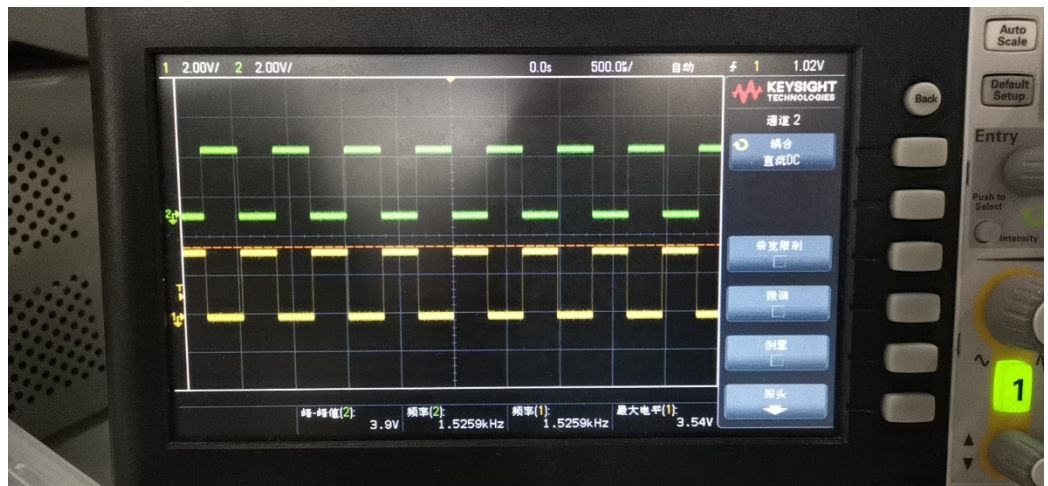 Auto
Scale
1 2.00V/ 2 2.00V/ 0.0s 500.0㎲/ 自动 1 1.02V
KEYSIGHT
TECHNOLOGIES
Default
Setup
Back
通道 2
耦合
直流DC
Entry
Push to
Select
2
Intensity
带宽限制
T
微调
1
倒置
1
探头
峰-峰值(2): 频率(2): 频率(1): 最大电平(1):
3.9V 1.5259kHz 1.5259kHz 3.54V